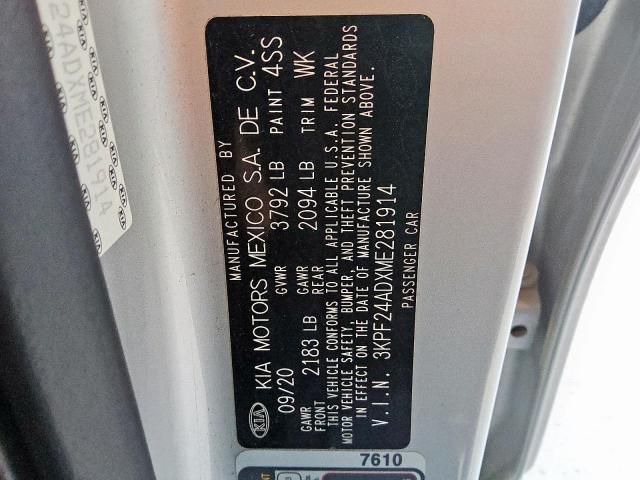 MANUFACTURED BY
KIA KIA MOTORS MEXICO S.A. DE C.V.
09/20 GVWR 3792 LB PAINT 4SS
GAWR FRONT 2183 LB GAWR REAR 2094 LB TRIM WK
THIS VEHICLE CONFORMS TO ALL APPLICABLE U.S.A. FEDERAL
MOTOR VEHICLE SAFETY, BUMPER, AND THEFT PREVENTION STANDARDS
IN EFFECT ON THE DATE OF MANUFACTURE SHOWN ABOVE.
V.I.N. 3KPF24ADXME281914
PASSENGER CAR
24ADXME281914
7610